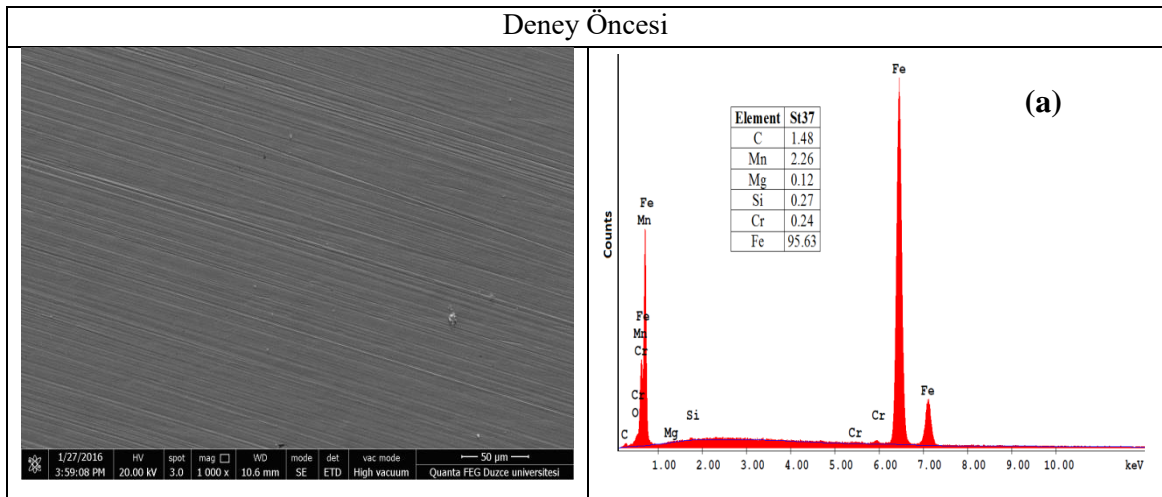 Deney Öncesi
1/27/2016 HV spot mag □ WD mode det vac mode 50 µm
3:59:08 PM 20.00 kV 3.0 1 000 x 10.6 mm SE ETD High vacuum Quanta FEG Duzce universitesi
(a)
Element St37
C 1.48
Mn 2.26
Mg 0.12
Si 0.27
Cr 0.24
Fe 95.63
Counts
Fe
Fe
Mn
Fe
Mn
Cr
Cr
O
C
Mg
Si
Cr
Cr
Fe
1.00 2.00 3.00 4.00 5.00 6.00 7.00 8.00 9.00 10.00 keV